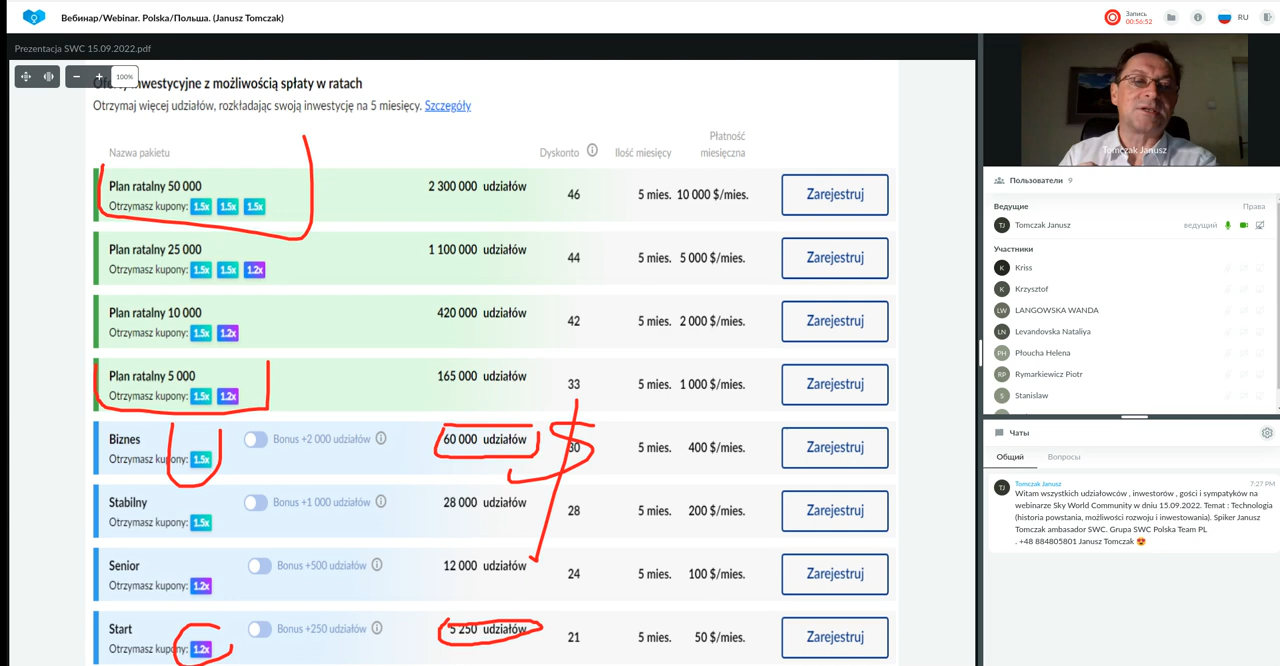 Вебинар/Webinar. Polska/Польша. (Janusz Tomczak)
Запись
00:56:52
RU
Prezentacja SWC 15.09.2022.pdf
100%
inwestycyjne z możliwością spłaty w ratach
Otrzymaj więcej udziałów, rozkładając swoją inwestycję na 5 miesięcy. Szczegóły
Nazwa pakietu
Dyskonto
Ilość miesięcy
Płatność
miesięczna
Plan ratalny 50 000
Otrzymasz kupony: 1.5x 1.5x 1.5x
2 300 000 udziałów
46
5 mies. 10 000 $/mies.
Zarejestruj
Plan ratalny 25 000
Otrzymasz kupony: 1.5x 1.5x 1.2x
1 100 000 udziałów
44
5 mies. 5 000 $/mies.
Zarejestruj
Plan ratalny 10 000
Otrzymasz kupony: 1.5x 1.2x
420 000 udziałów
42
5 mies. 2 000 $/mies.
Zarejestruj
Plan ratalny 5 000
Otrzymasz kupony: 1.5x 1.2x
165 000 udziałów
33
5 mies. 1 000 $/mies.
Zarejestruj
Biznes
Otrzymasz kupony: 1.5x
Bonus +2 000 udziałów
60 000 udziałów
30
5 mies. 400 $/mies.
Zarejestruj
Stabilny
Otrzymasz kupony: 1.5x
Bonus +1 000 udziałów
28 000 udziałów
28
5 mies. 200 $/mies.
Zarejestruj
Senior
Otrzymasz kupony: 1.2x
Bonus +500 udziałów
12 000 udziałów
24
5 mies. 100 $/mies.
Zarejestruj
Start
Otrzymasz kupony: 1.2x
Bonus +250 udziałów
5 250 udziałów
21
5 mies. 50 $/mies.
Zarejestruj
Tomczak Janusz
Пользователи 9
Ведущие
Права
TJ Tomczak Janusz ведущий
Участники
K Kriss
K Krzysztof
LW LANGOWSKA WANDA
LN Levandovska Nataliya
PH Płoucha Helena
RP Rymarkiewicz Piotr
S Stanislaw
Чаты
Общий
Вопросы
TJ Tomczak Janusz 7:27 PM
Witam wszystkich udziałowców , inwestorów , gości i sympatyków na
webinarze Sky World Community w dniu 15.09.2022. Temat : Technologia
(historia powstania, możliwości rozwoju i inwestowania). Spiker Janusz
Tomczak ambasador SWC. Grupa SWC Polska Team PL
. +48 884805801 Janusz Tomczak 😍